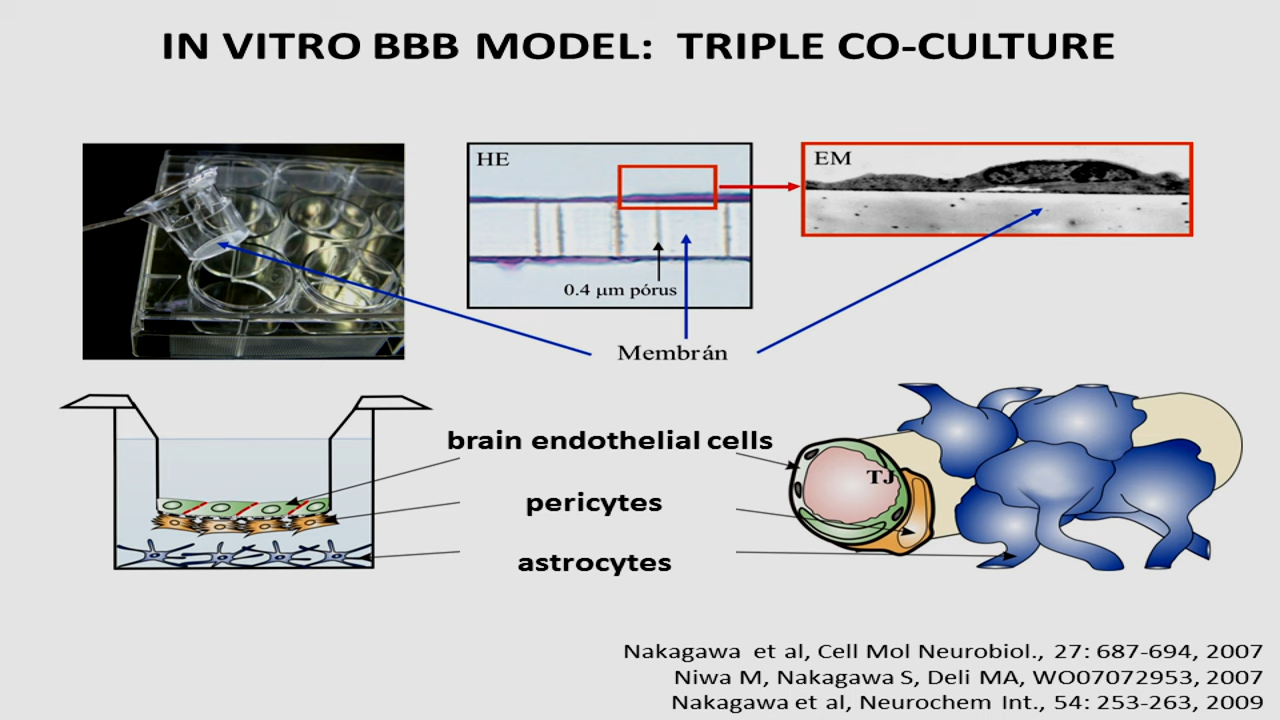 IN VITRO BBB MODEL: TRIPLE CO-CULTURE
HE
EM
0.4 µm pórus
Membrán
brain endothelial cells
TJ
pericytes
astrocytes
Nakagawa et al, Cell Mol Neurobiol., 27: 687-694, 2007
Niwa M, Nakagawa S, Deli MA, WO07072953, 2007
Nakagawa et al, Neurochem Int., 54: 253-263, 2009